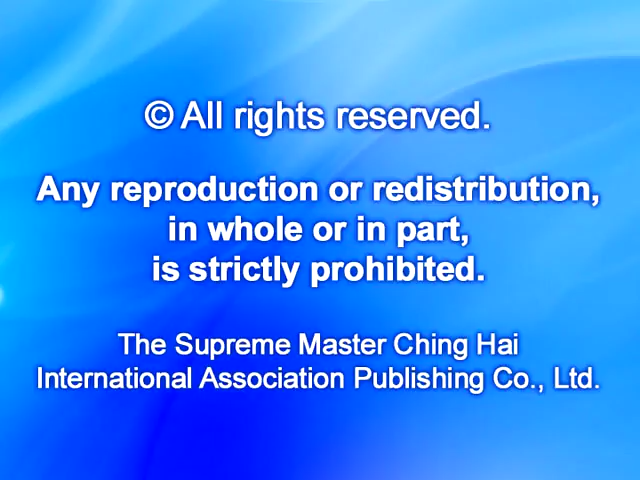 © All rights reserved.
Any reproduction or redistribution,
in whole or in part,
is strictly prohibited.
The Supreme Master Ching Hai
International Association Publishing Co., Ltd.